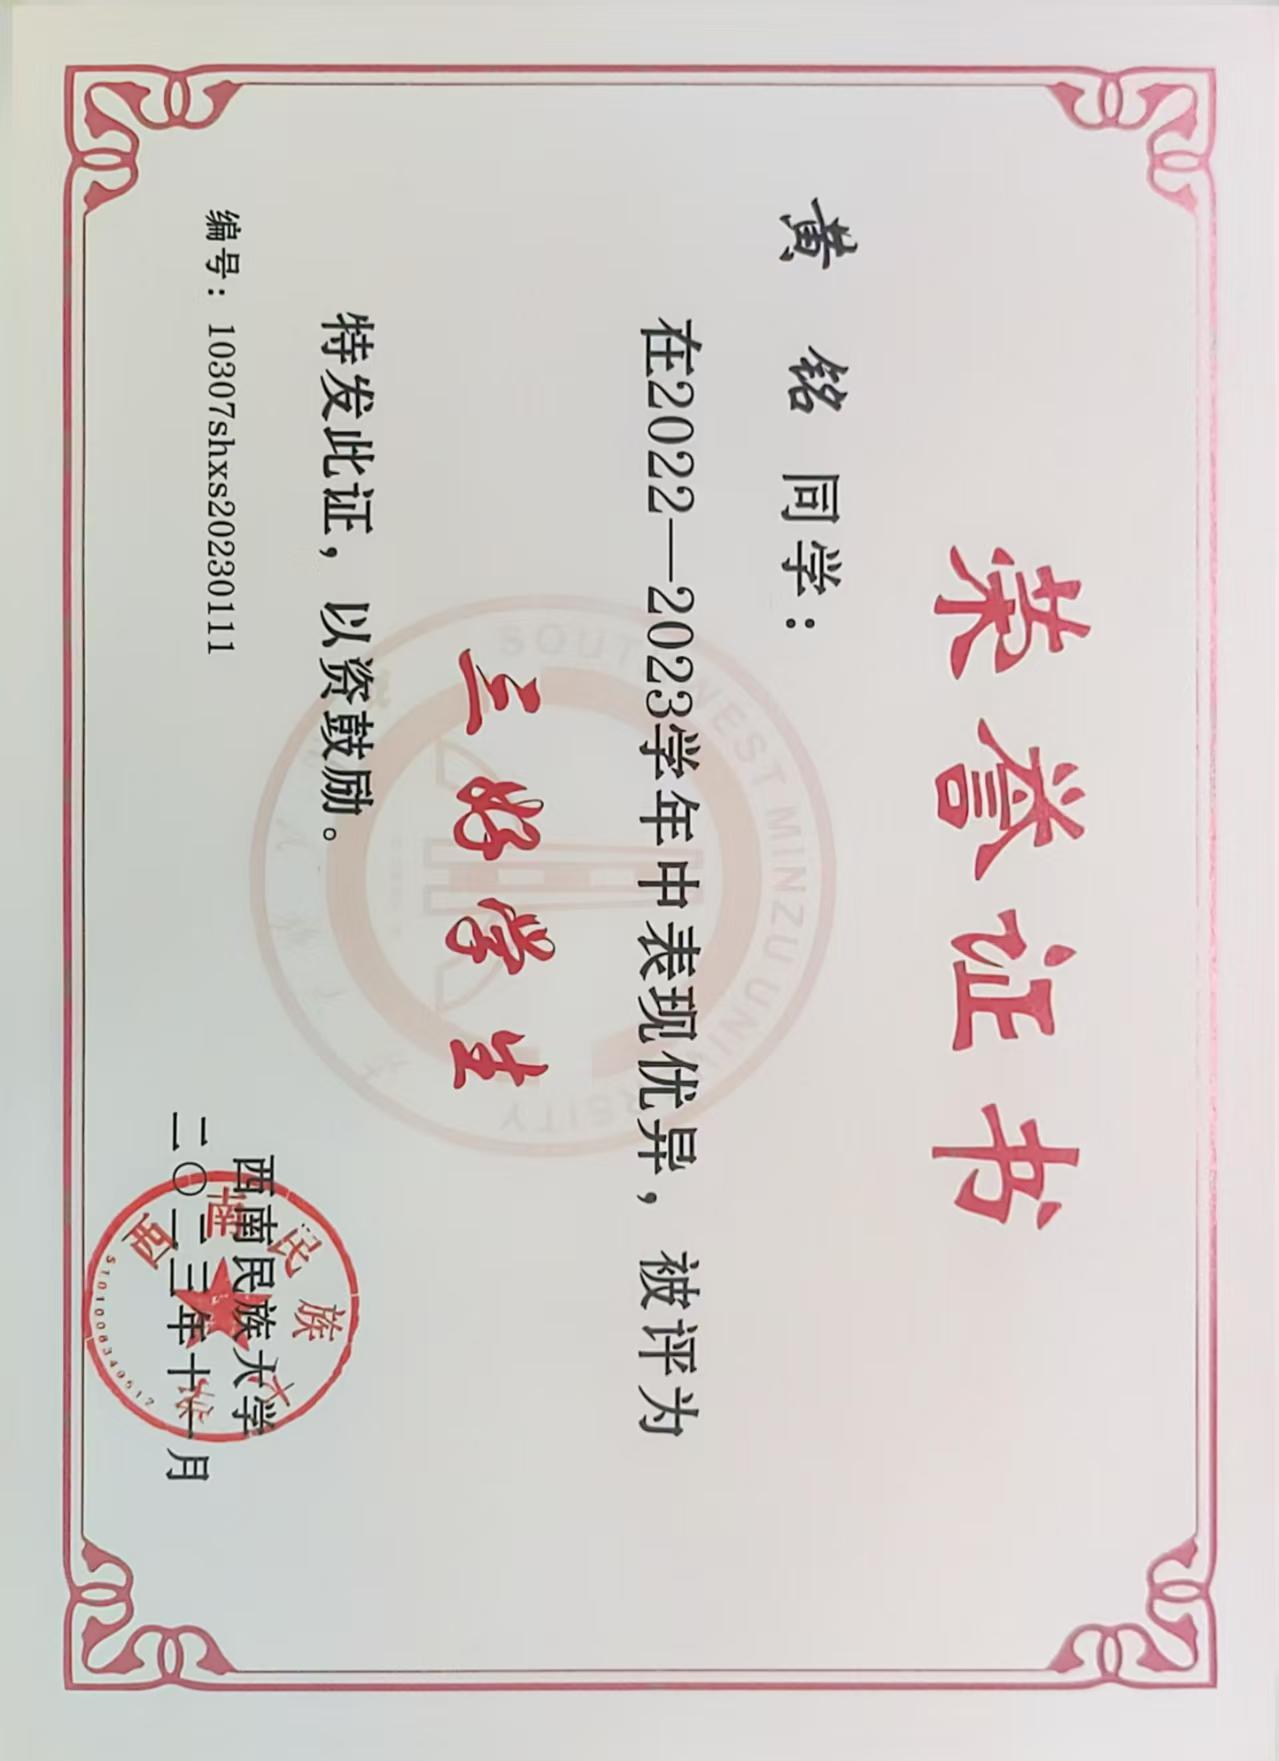 荣誉证书
黄 铭 同学：
在2022—2023学年中表现优异，被评为
三好学生
特发此证，以资鼓励。
编号：10307shxs20230111
西南民族大学
二〇二三年十一月
SOUTHWEST MINZU UNIVERSITY
西南民族大学
5101008340512